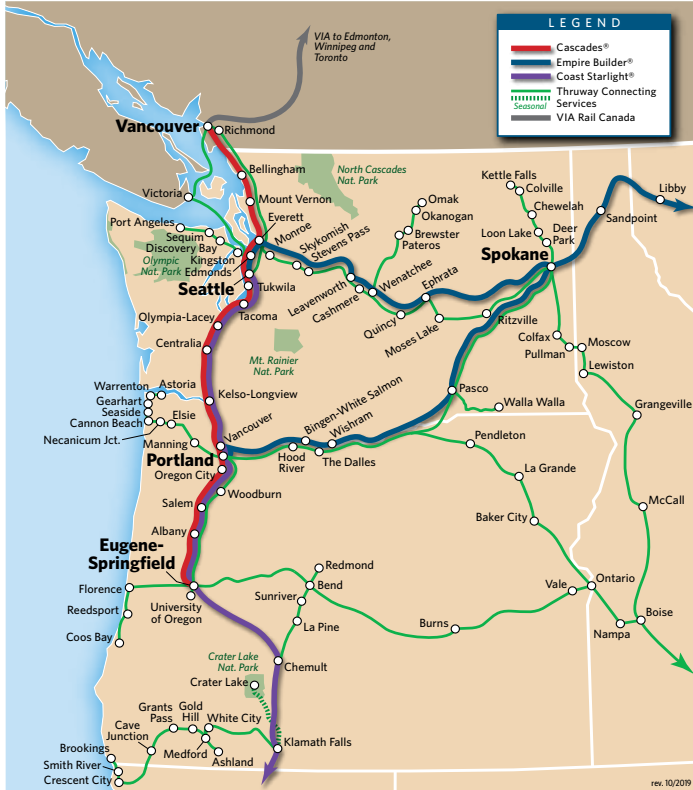 VIA to Edmonton,
Winnipeg and
Toronto
LEGEND
Cascades®
Empire Builder®
Coast Starlight®
Thruway Connecting
Services
Seasonal
VIA Rail Canada
Vancouver
Richmond
Bellingham
North Cascades
Nat. Park
Victoria
Mount Vernon
Everett
Monroe
Skykomish
Stevens Pass
Port Angeles
Sequim
Discovery Bay
Kingston
Edmonds
Olympic
Nat. Park
Seattle
Tukwila
Tacoma
Olympia-Lacey
Centralia
Mt. Rainier
Nat. Park
Kelso-Longview
Leavenworth
Cashmere
Wenatchee
Omak
Okanogan
Brewster
Pateros
Quincy
Ephrata
Moses Lake
Ritzville
Kettle Falls
Colville
Chewelah
Loon Lake
Deer
Park
Spokane
Sandpoint
Libby
Colfax
Pullman
Moscow
Lewiston
Grangeville
McCall
Pasco
Walla Walla
Warrenton
Astoria
Gearhart
Seaside
Cannon Beach
Elsie
Necanicum Jct.
Manning
Vancouver
Bingen-White Salmon
Wishram
Hood
River
The Dalles
Portland
Oregon City
Woodburn
Salem
Albany
Pendleton
La Grande
Baker City
Eugene-
Springfield
University
of Oregon
Florence
Reedsport
Coos Bay
Redmond
Bend
Sunriver
La Pine
Burns
Vale
Ontario
Nampa
Boise
Chemult
Crater Lake
Nat. Park
Crater Lake
Klamath Falls
Grants
Pass
Gold
Hill
White City
Cave
Junction
Medford
Ashland
Brookings
Smith River
Crescent City
rev. 10/2019